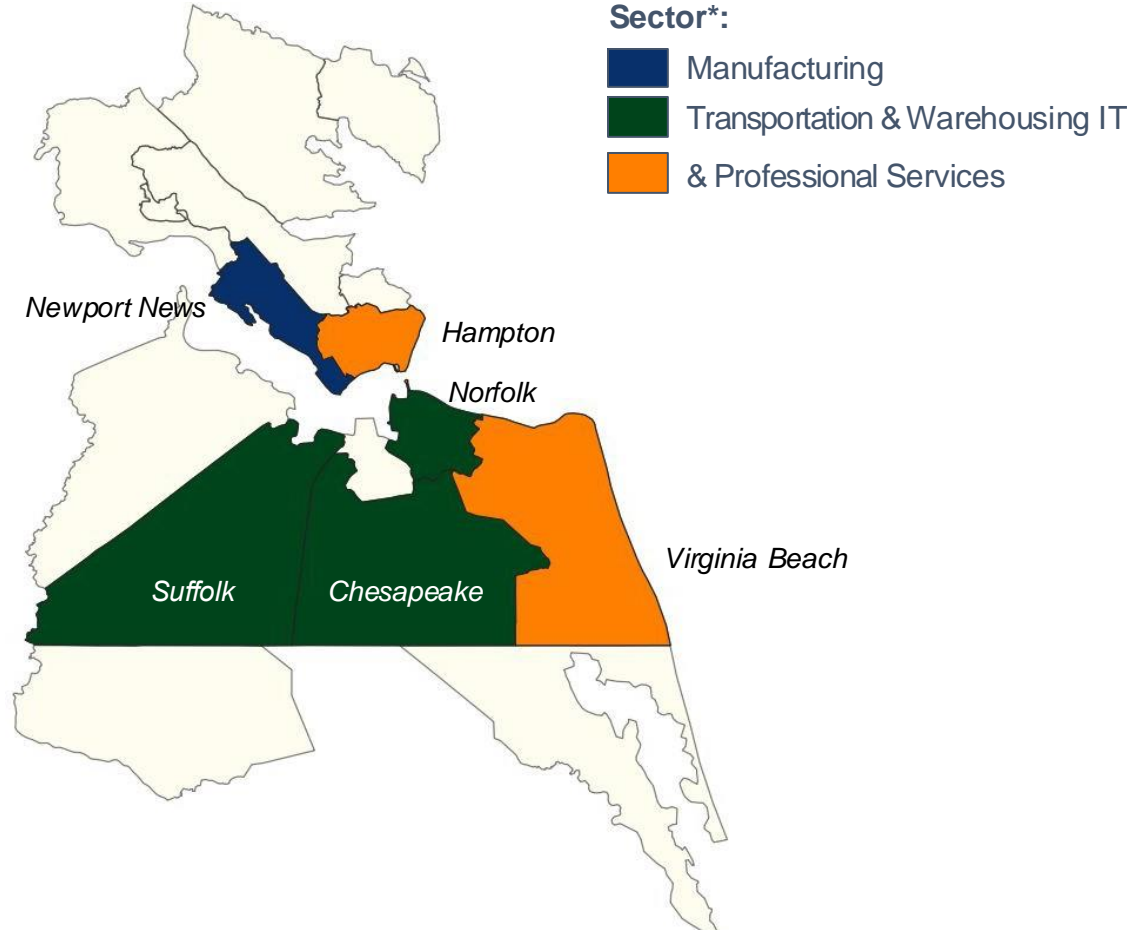 Sector*:
Manufacturing
Transportation & Warehousing IT
& Professional Services
Newport News
Hampton
Norfolk
Virginia Beach
Suffolk
Chesapeake